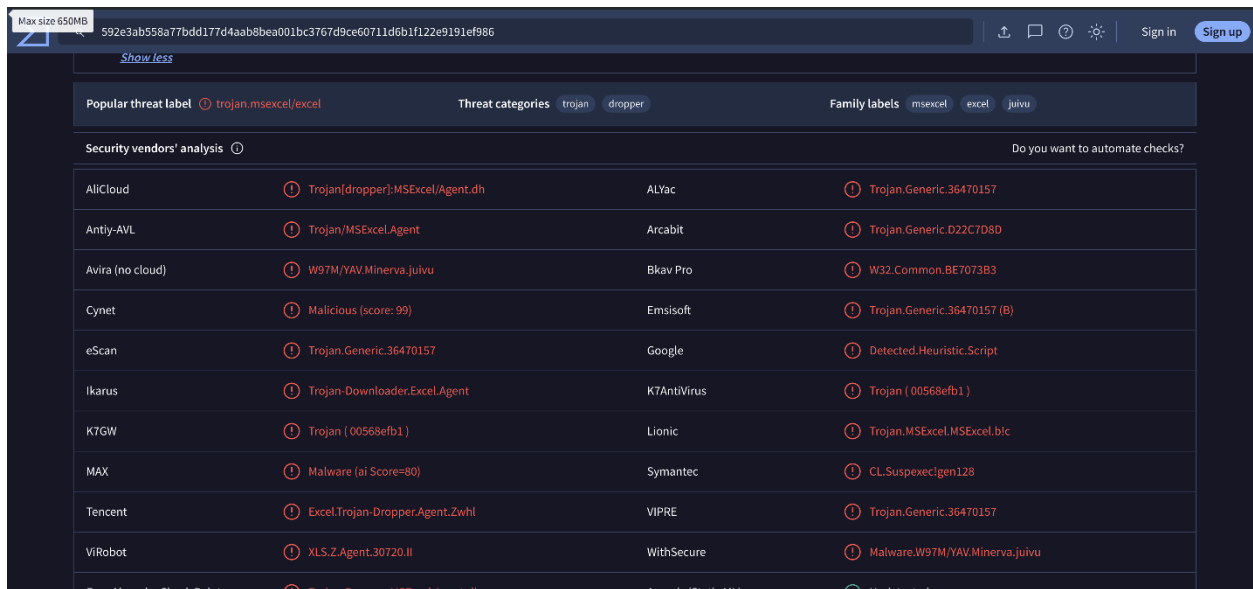 Max size 650MB
592e3ab558a77bdd177d4aab8bea001bc3767d9ce60711d6b1f122e9191ef986
Sign in
Sign up
Show less
Popular threat label trojan.msexcel/excel Threat categories trojan dropper Family labels msexcel excel juivu
Security vendors' analysis Do you want to automate checks?
AliCloud Trojan[dropper]:MSExcel/Agent.dh ALYac Trojan.Generic.36470157
Antiy-AVL Trojan/MSExcel.Agent Arcabit Trojan.Generic.D22C7D8D
Avira (no cloud) W97M/YAV.Minerva.juivu Bkav Pro W32.Common.BE7073B3
Cynet Malicious (score: 99) Emsisoft Trojan.Generic.36470157 (B)
eScan Trojan.Generic.36470157 Google Detected.Heuristic.Script
Ikarus Trojan-Downloader.Excel.Agent K7AntiVirus Trojan ( 00568efb1 )
K7GW Trojan ( 00568efb1 ) Lionic Trojan.MSExcel.MSExcel.b!c
MAX Malware (ai Score=80) Symantec CL.Suspexec!gen128
Tencent Excel.Trojan-Dropper.Agent.Zwhl VIPRE Trojan.Generic.36470157
ViRobot XLS.Z.Agent.30720.II WithSecure Malware.W97M/YAV.Minerva.juivu